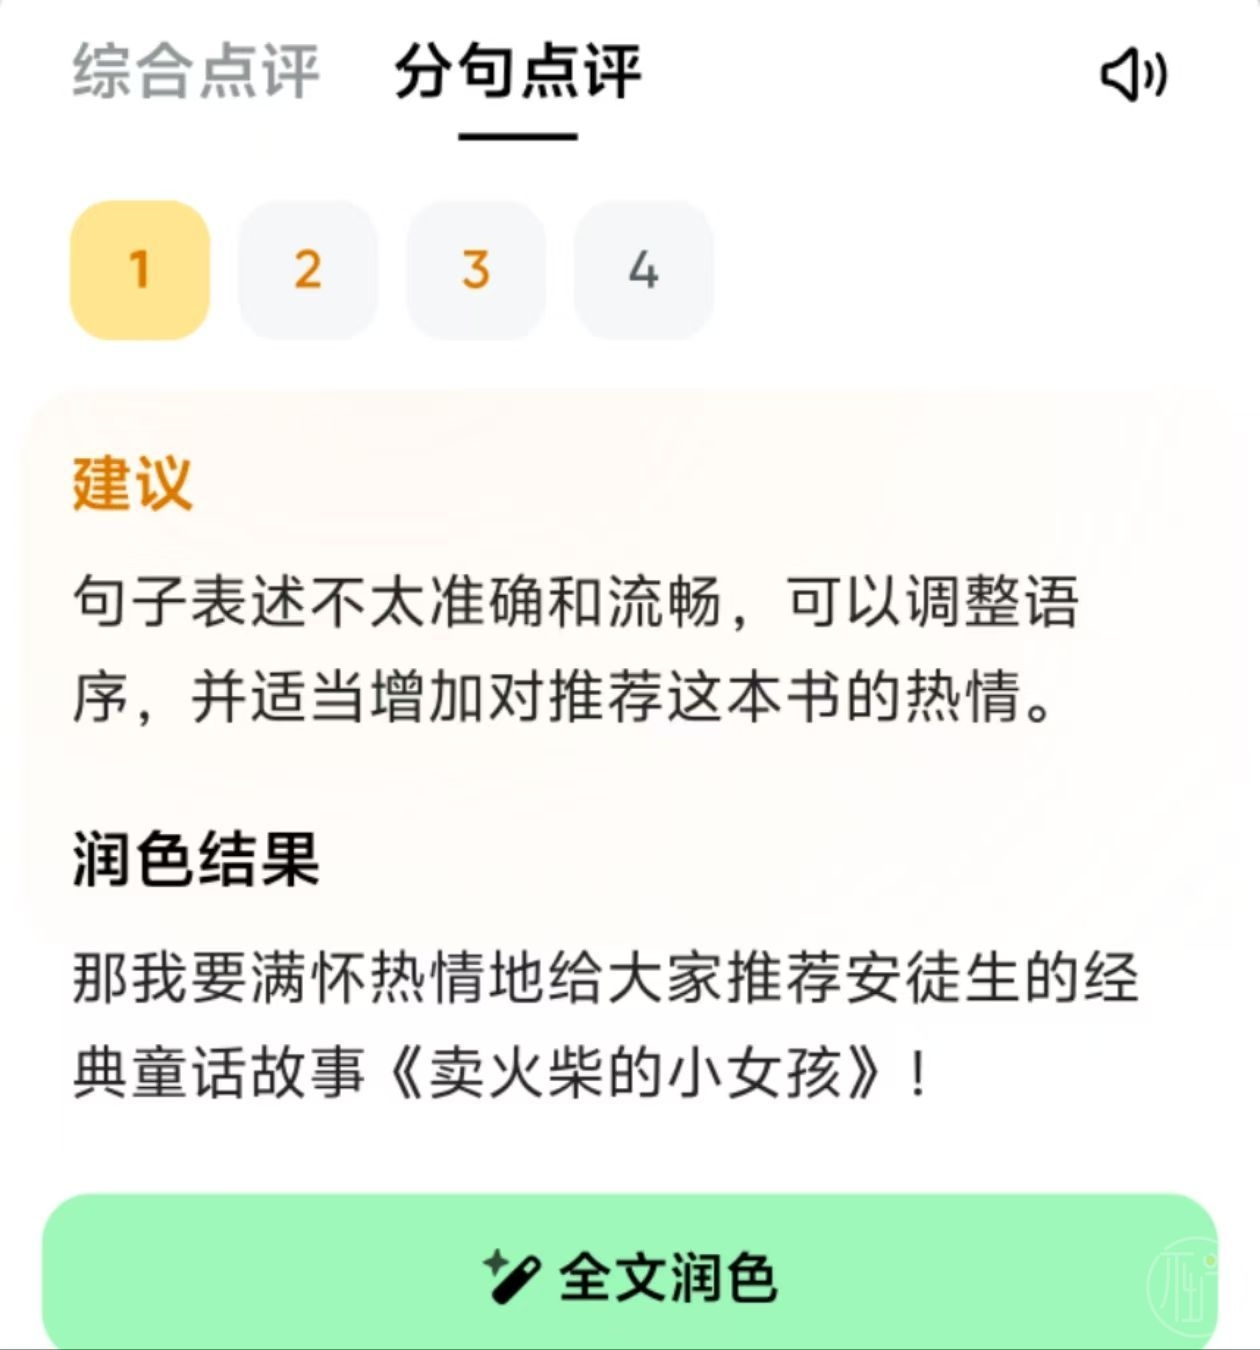 综合点评 分句点评
1 2 3 4
建议
句子表述不太准确和流畅，可以调整语
序，并适当增加对推荐这本书的热情。
润色结果
那我要满怀热情地给大家推荐安徒生的经
典童话故事《卖火柴的小女孩》！
全文润色